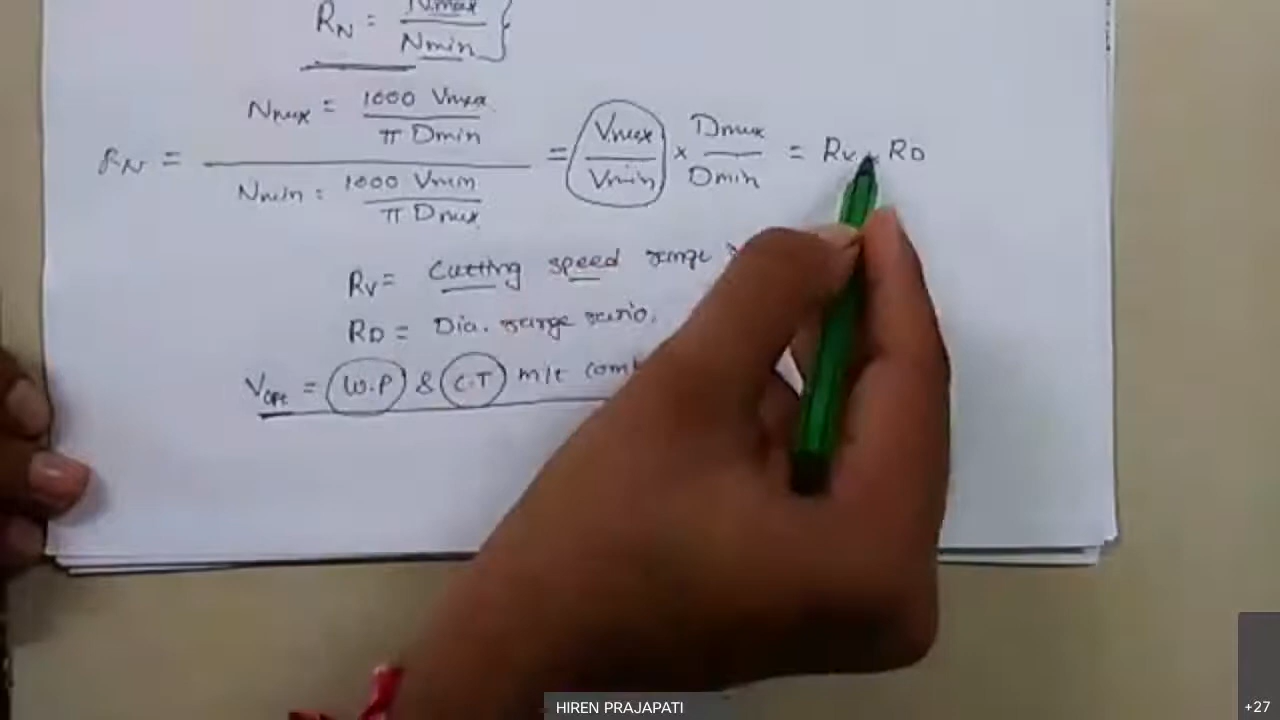 RN = Nmax / Nmin }
RN = Nmax = 1000 Vmax / π Dmin / Nmin = 1000 Vmin / π Dmax = Vmax / Vmin × Dmax / Dmin = Rv . RD
Rv = Cutting speed range
RD = Dia. range ratio.
Vopt = W.P & C.T m/t comb
HIREN PRAJAPATI
+27